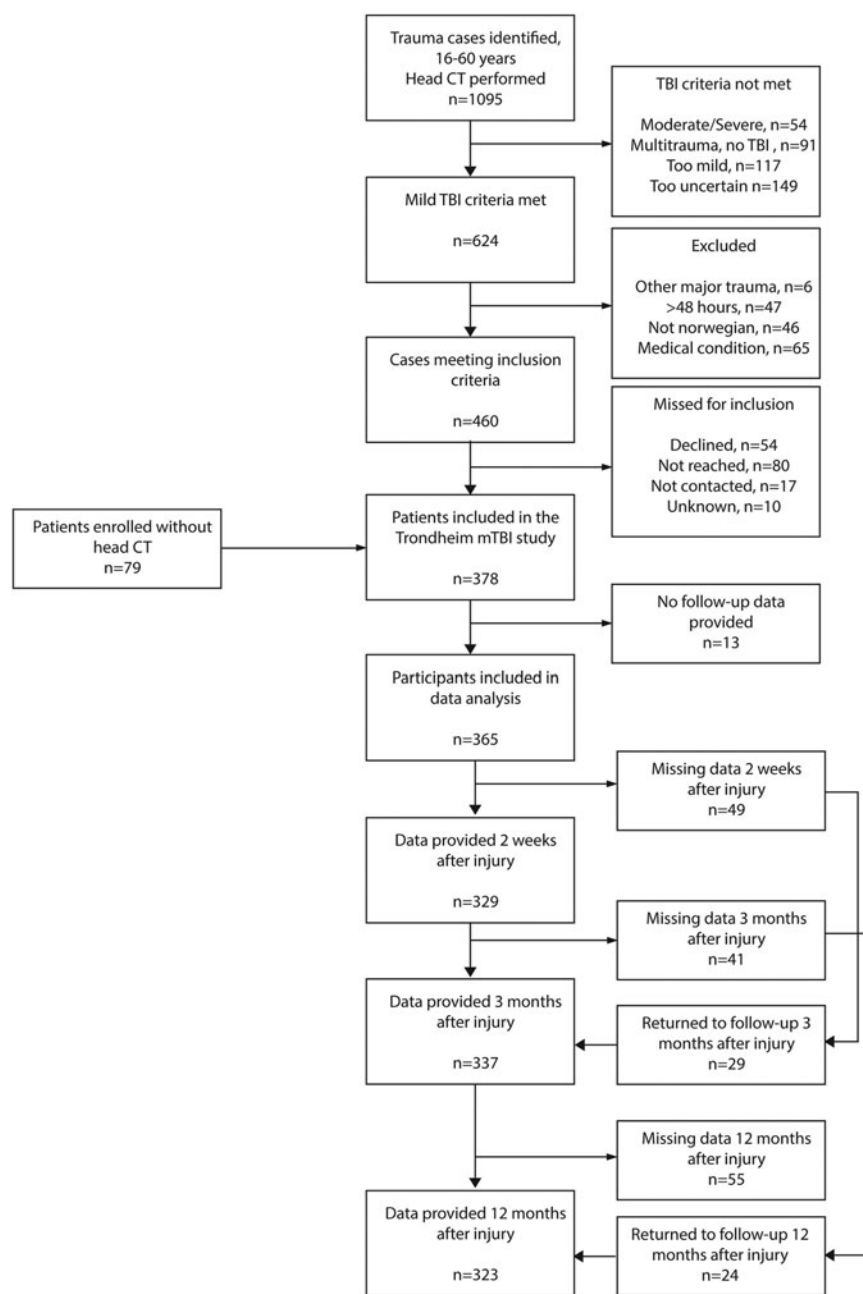 Trauma cases identified,
16-60 years
Head CT performed
n=1095
TBI criteria not met
Moderate/Severe, n=54
Multitrauma, no TBI , n=91
Too mild, n=117
Too uncertain n=149
Mild TBI criteria met
n=624
Excluded
Other major trauma, n=6
>48 hours, n=47
Not norwegian, n=46
Medical condition, n=65
Cases meeting inclusion
criteria
n=460
Missed for inclusion
Declined, n=54
Not reached, n=80
Not contacted, n=17
Unknown, n=10
Patients enrolled without
head CT
n=79
Patients included in the
Trondheim mTBI study
n=378
No follow-up data
provided
n=13
Participants included in
data analysis
n=365
Missing data 2 weeks
after injury
n=49
Data provided 2 weeks
after injury
n=329
Missing data 3 months
after injury
n=41
Data provided 3 months
after injury
n=337
Returned to follow-up 3
months after injury
n=29
Missing data 12 months
after injury
n=55
Data provided 12 months
after injury
n=323
Returned to follow-up 12
months after injury
n=24